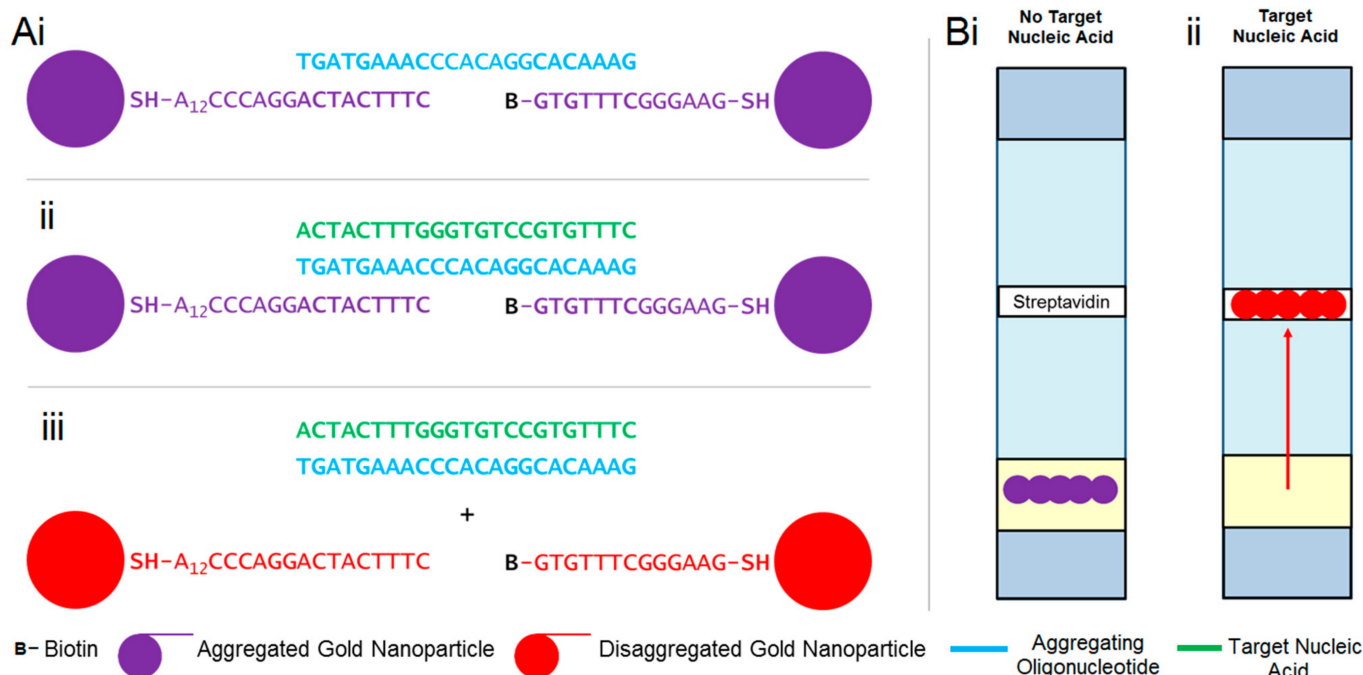 Ai
TGATGAAACCCACAGGCACAAAG
SH-A12CCCAGGACTACTTTC
B-GTGTTTCGGGAAG-SH
ii
ACTACTTTGGGTGTCCGTGTTTC
TGATGAAACCCACAGGCACAAAG
SH-A12CCCAGGACTACTTTC
B-GTGTTTCGGGAAG-SH
iii
ACTACTTTGGGTGTCCGTGTTTC
TGATGAAACCCACAGGCACAAAG
+
SH-A12CCCAGGACTACTTTC
B-GTGTTTCGGGAAG-SH
Bi
No Target
Nucleic Acid
Streptavidin
ii
Target
Nucleic Acid
B- Biotin
Aggregated Gold Nanoparticle
Disaggregated Gold Nanoparticle
Aggregating
Oligonucleotide
Target Nucleic
Acid